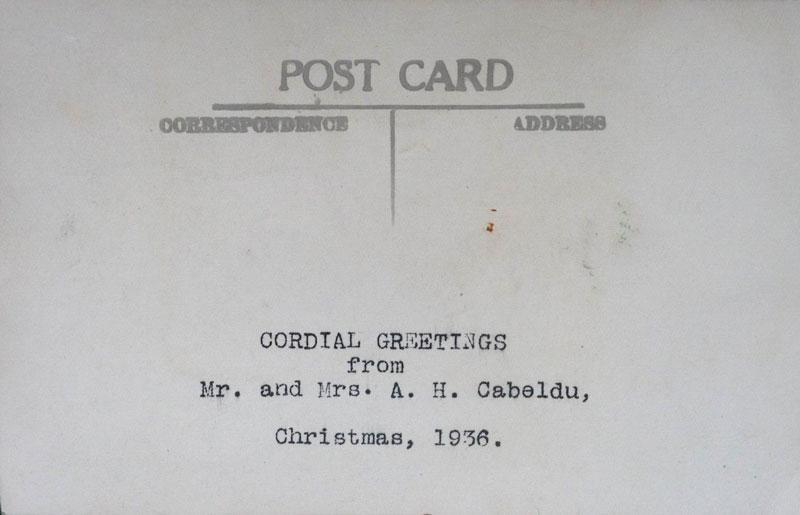 POST CARD
CORRESPONDENCE ADDRESS
CORDIAL GREETINGS
from
Mr. and Mrs. A. H. Cabeldu,
Christmas, 1936.